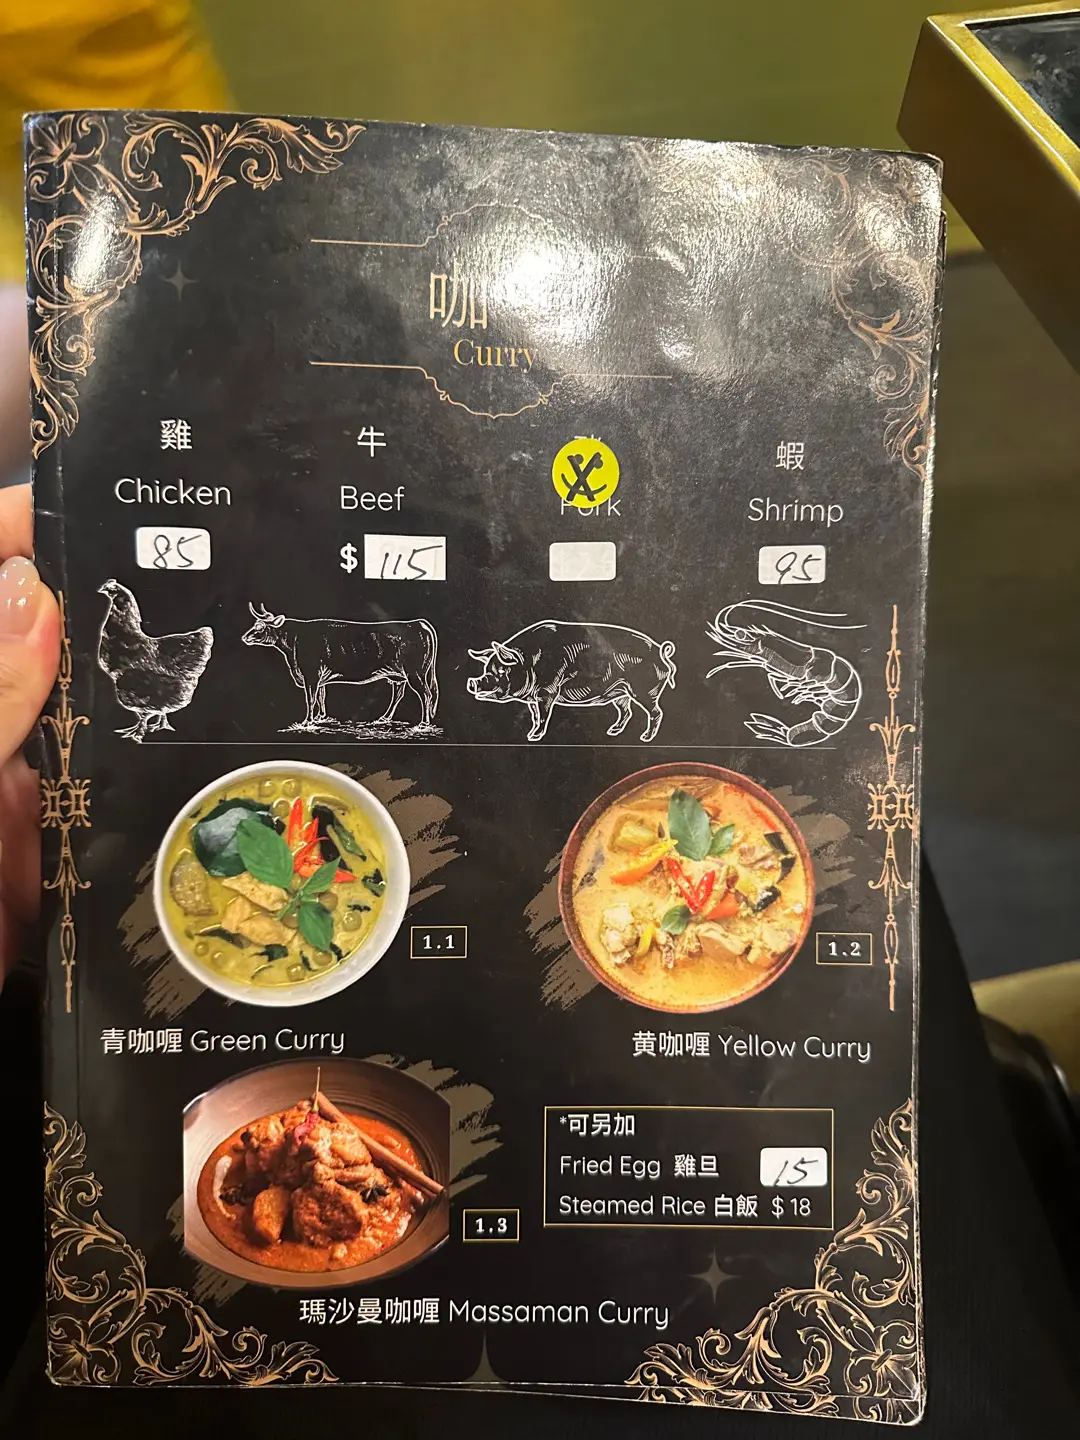 咖
Curry
雞 牛 蝦
Chicken Beef Pork Shrimp
85 $ 115 95
1.1 1.2
青咖喱 Green Curry 黄咖喱 Yellow Curry
*可另加
Fried Egg 雞旦 15
Steamed Rice 白飯 $ 18
1.3
瑪沙曼咖喱 Massaman Curry